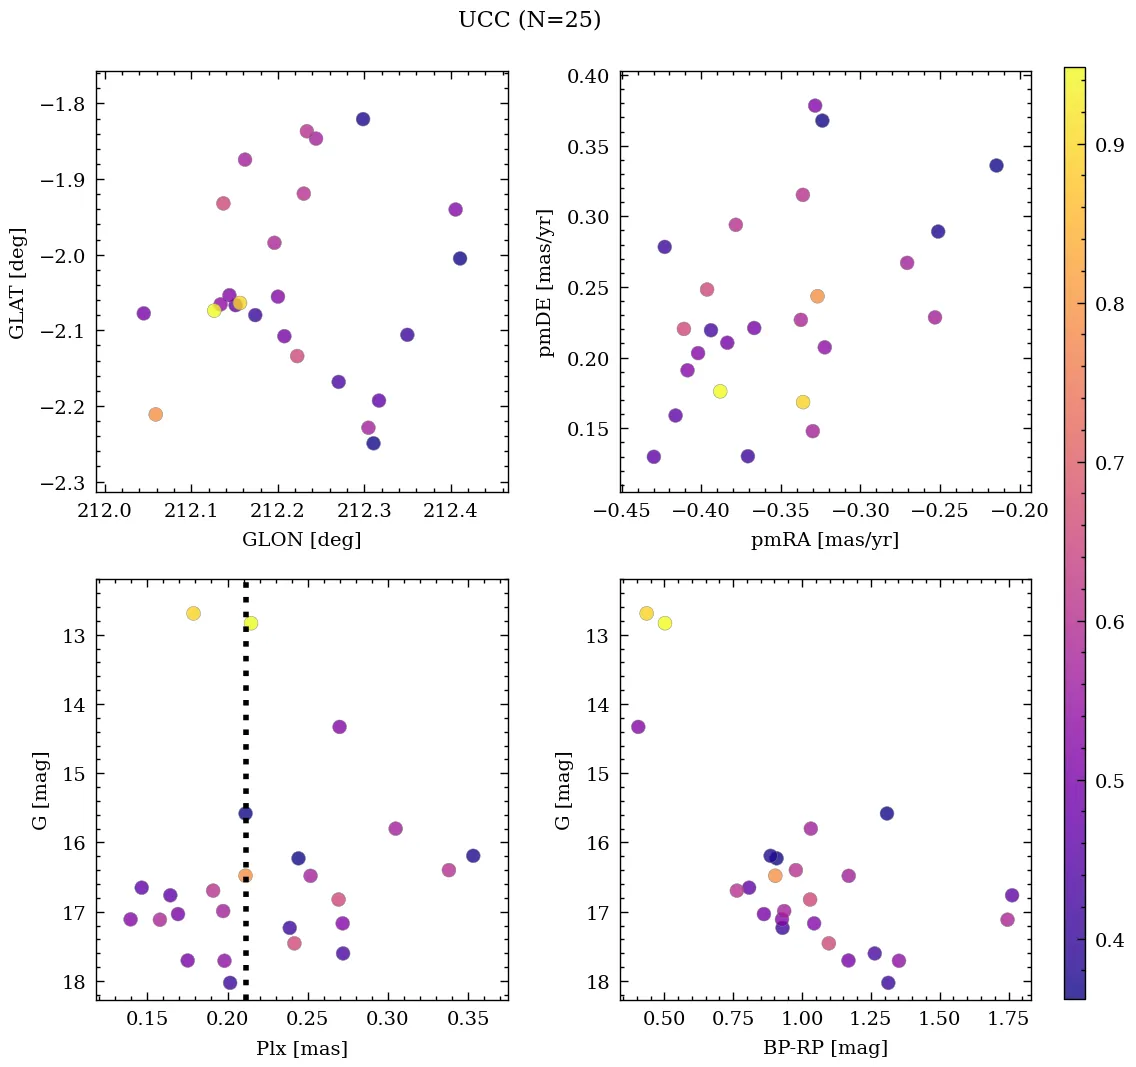 UCC (N=25)
−1.8
−1.9
−2.0
−2.1
−2.2
−2.3
GLAT [deg]
212.0 212.1 212.2 212.3 212.4
GLON [deg]
0.40
0.35
0.30
0.25
0.20
0.15
pmDE [mas/yr]
−0.45 −0.40 −0.35 −0.30 −0.25 −0.20
pmRA [mas/yr]
13
14
15
16
17
18
G [mag]
0.15 0.20 0.25 0.30 0.35
Plx [mas]
13
14
15
16
17
18
G [mag]
0.50 0.75 1.00 1.25 1.50 1.75
BP-RP [mag]
0.9
0.8
0.7
0.6
0.5
0.4